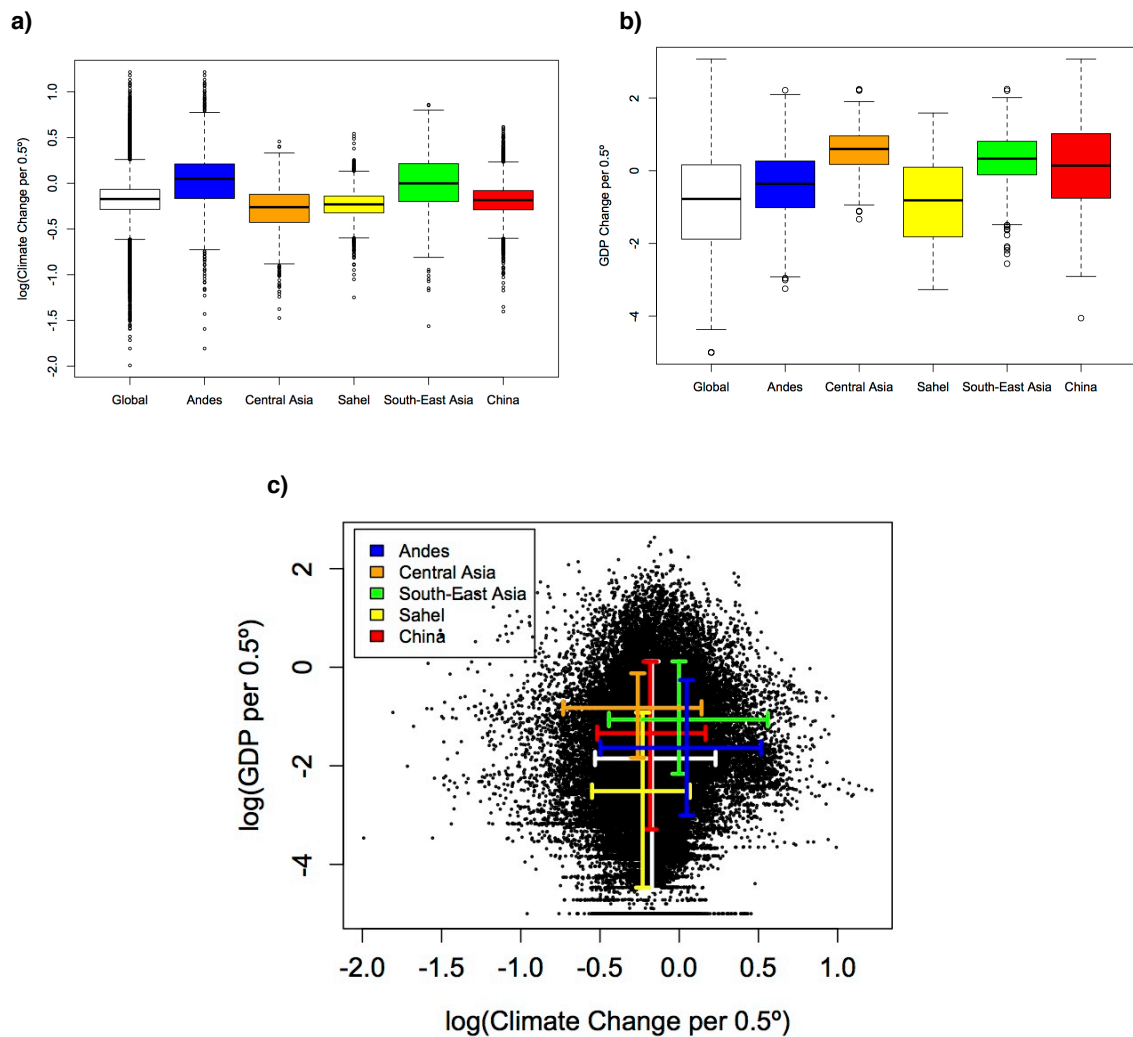 a)
log(Climate Change per 0.5º)
1.0
0.5
0.0
-0.5
-1.0
-1.5
-2.0
Global Andes Central Asia Sahel South-East Asia China
b)
GDP Change per 0.5º
2
0
-2
-4
Global Andes Central Asia Sahel South-East Asia China
c)
Andes
Central Asia
South-East Asia
Sahel
China
log(GDP per 0.5º)
2
0
-2
-4
-2.0 -1.5 -1.0 -0.5 0.0 0.5 1.0
log(Climate Change per 0.5º)